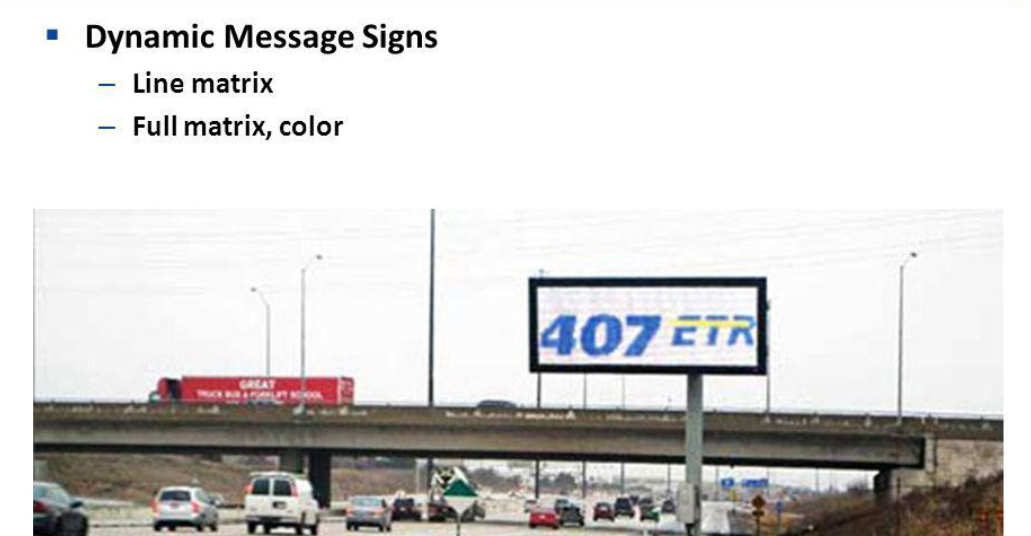 Dynamic Message Signs
– Line matrix
– Full matrix, color
407 ETR
GREAT
TRUCK BUS & FORKLIFT SCHOOL